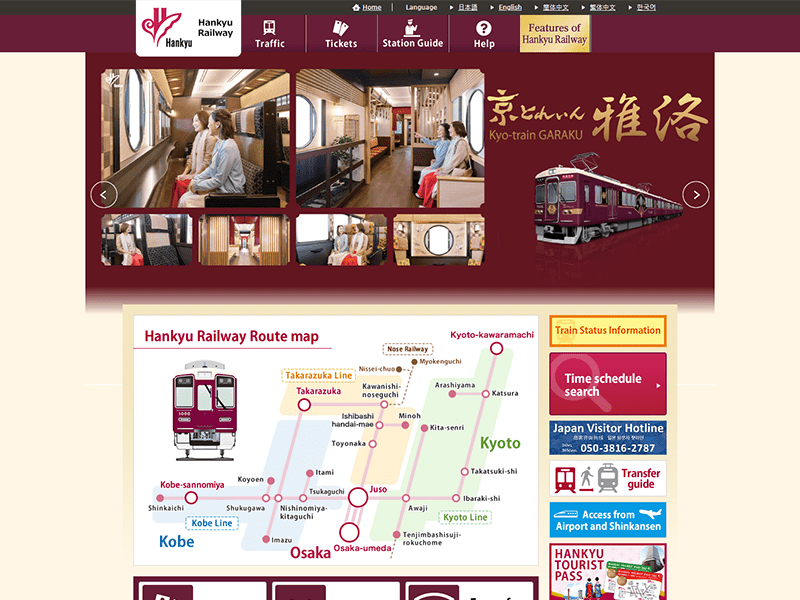 Home
Language
日本語
English
简体中文
繁体中文
한국어
Hankyu
Hankyu
Railway
Traffic
Tickets
Station Guide
Help
Features of
Hankyu Railway
京とれいん 雅洛
Kyo-train GARAKU
Hankyu Railway Route map
Kyoto-kawaramachi
Nose Railway
Myokenguchi
Nissei-chuo
Takarazuka Line
Takarazuka
Kawanishi-
noseguchi
Arashiyama
Katsura
Ishibashi
handai-mae
Minoh
Kita-senri
Toyonaka
Kyoto
Takatsuki-shi
Itami
Koyoen
Kobe-sannomiya
Tsukaguchi
Juso
Ibaraki-shi
Shinkaichi
Shukugawa
Nishinomiya-
kitaguchi
Awaji
Kobe Line
Kyoto Line
Kobe
Imazu
Osaka
Osaka-umeda
Tenjimbashisuji-
rokuchome
Train Status Information
Time schedule
search
Japan Visitor Hotline
050-3816-2787
Transfer
guide
Access from
Airport and Shinkansen
HANKYU
TOURIST
PASS